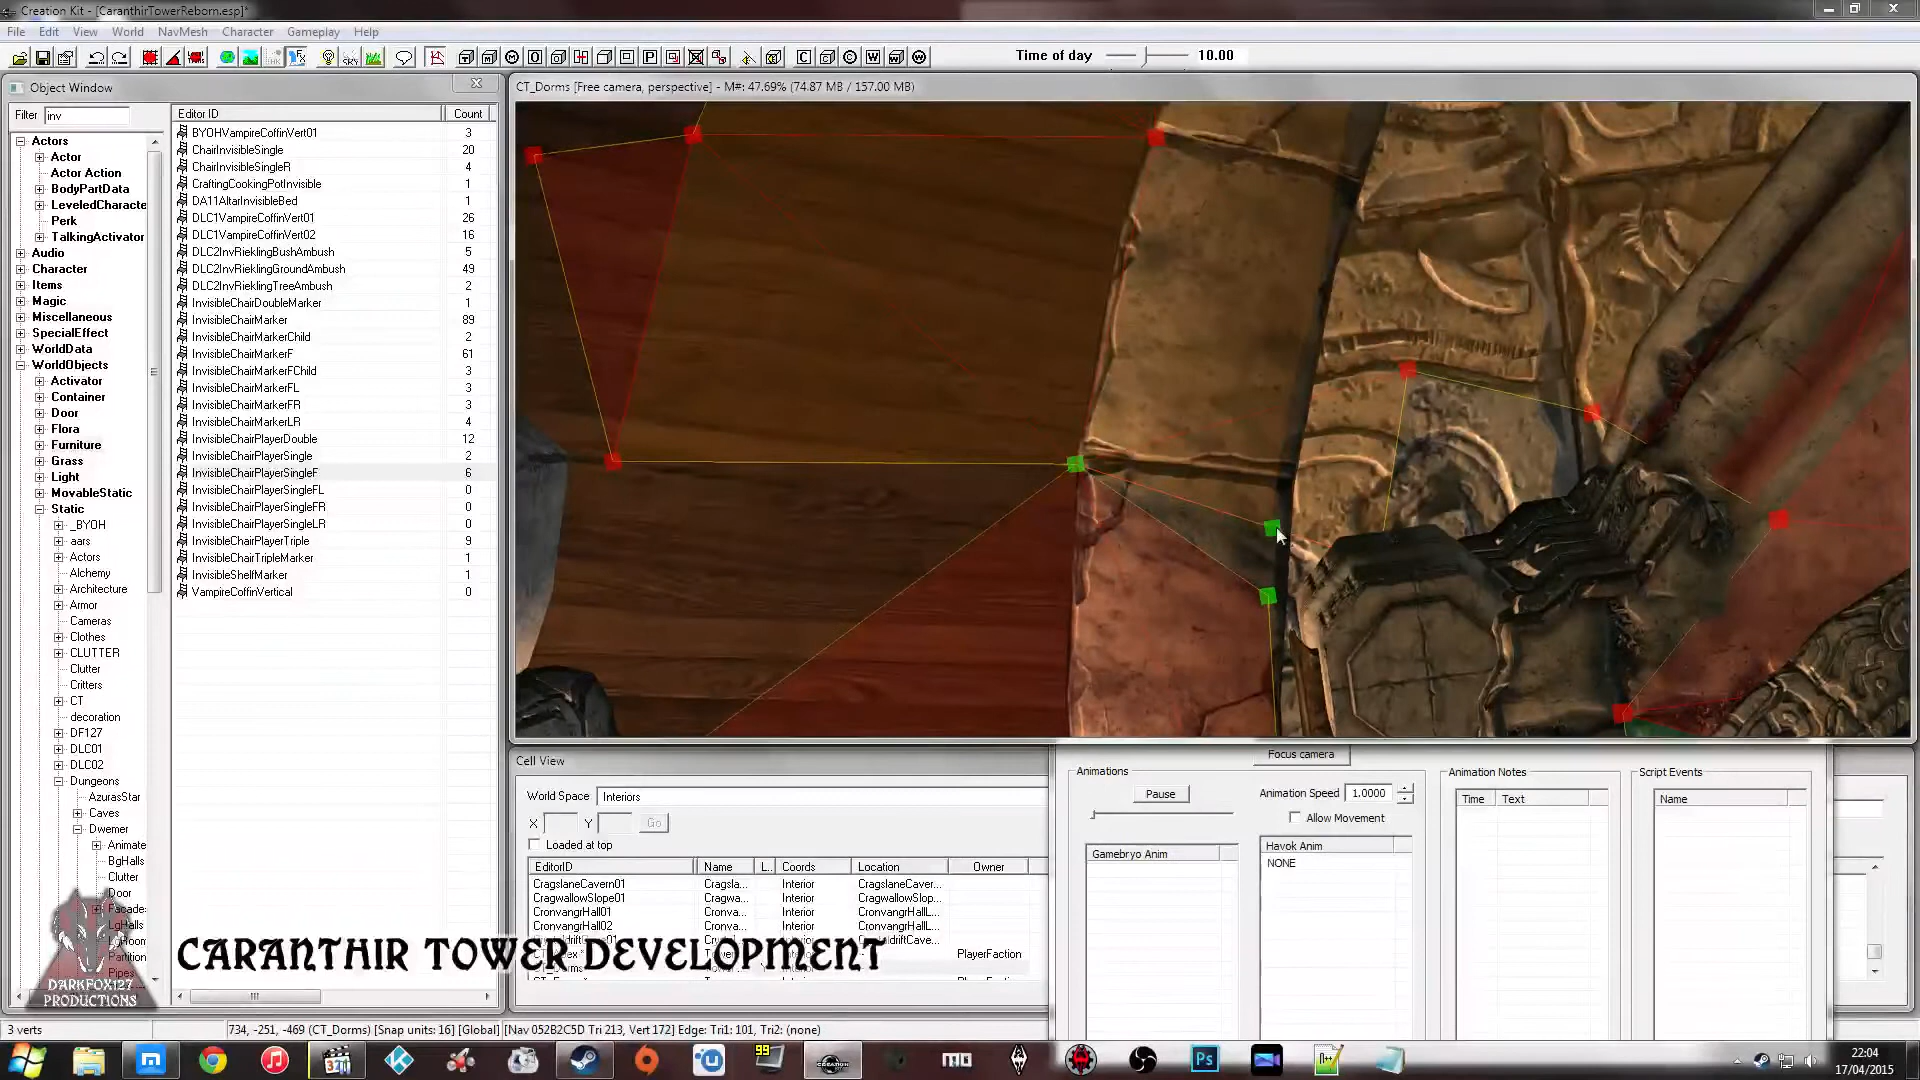 Creation Kit - [CaranthirTowerReborn.esp]*
File Edit View World NavMesh Character Gameplay Help
Time of day 10.00
Object Window
CT_Dorms [Free camera, perspective] - M#: 47.69% (74.87 MB / 157.00 MB)
Filter inv
Editor ID Count
Actors
Actor
Actor Action
BodyPartData
LeveledCharacte
Perk
TalkingActivator
Audio
Character
Items
Magic
Miscellaneous
SpecialEffect
WorldData
WorldObjects
Activator
Container
Door
Flora
Furniture
Grass
Light
MovableStatic
Static
_BYOH
aars
Actors
Alchemy
Architecture
Armor
Cameras
Clothes
CLUTTER
Clutter
Critters
CT
decoration
DF127
DLC01
DLC02
Dungeons
AzurasStar
Caves
Dwemer
Animate
BgHalls
Clutter
Door
Facade
LgHalls
Partition
Pipes
BYOHVampireCoffinVert01 3
ChairInvisibleSingle 20
ChairInvisibleSingleR 4
CraftingCookingPotInvisible 1
DA11AltarInvisibleBed 1
DLC1VampireCoffinVert01 26
DLC1VampireCoffinVert02 16
DLC2InvRieklingBushAmbush 5
DLC2InvRieklingGroundAmbush 49
DLC2InvRieklingTreeAmbush 2
InvisibleChairDoubleMarker 1
InvisibleChairMarker 89
InvisibleChairMarkerChild 2
InvisibleChairMarkerF 61
InvisibleChairMarkerFChild 3
InvisibleChairMarkerFL 3
InvisibleChairMarkerFR 3
InvisibleChairMarkerLR 4
InvisibleChairPlayerDouble 12
InvisibleChairPlayerSingle 2
InvisibleChairPlayerSingleF 6
InvisibleChairPlayerSingleFL 0
InvisibleChairPlayerSingleFR 0
InvisibleChairPlayerSingleLR 0
InvisibleChairPlayerTriple 9
InvisibleChairTripleMarker 1
InvisibleShelfMarker 1
VampireCoffinVertical 0
Cell View
World Space Interiors
X Y Go
Loaded at top
EditorID Name L.. Coords Location Owner
CragslaneCavern01 Cragsla... Interior CragslaneCaver...
CragwallowSlope01 Cragwa... Interior CragwallowSlop...
CronvangrHall01 Cronva... Interior CronvangrHallL...
CronvangrHall02 Cronva... Interior CronvangrHallL...
PlayerFaction
Focus camera
Animations
Pause
Animation Speed 1.0000
Allow Movement
Gamebryo Anim
Havok Anim
NONE
Animation Notes
Time Text
Script Events
Name
CARANTHIR TOWER DEVELOPMENT
DARKFOX127
PRODUCTIONS
3 verts 734, -251, -469 (CT_Dorms) [Snap units: 16] [Global] [Nav 052B2C5D Tri 213, Vert 172] Edge: Tri1: 101, Tri2: (none)
22:04
17/04/2015